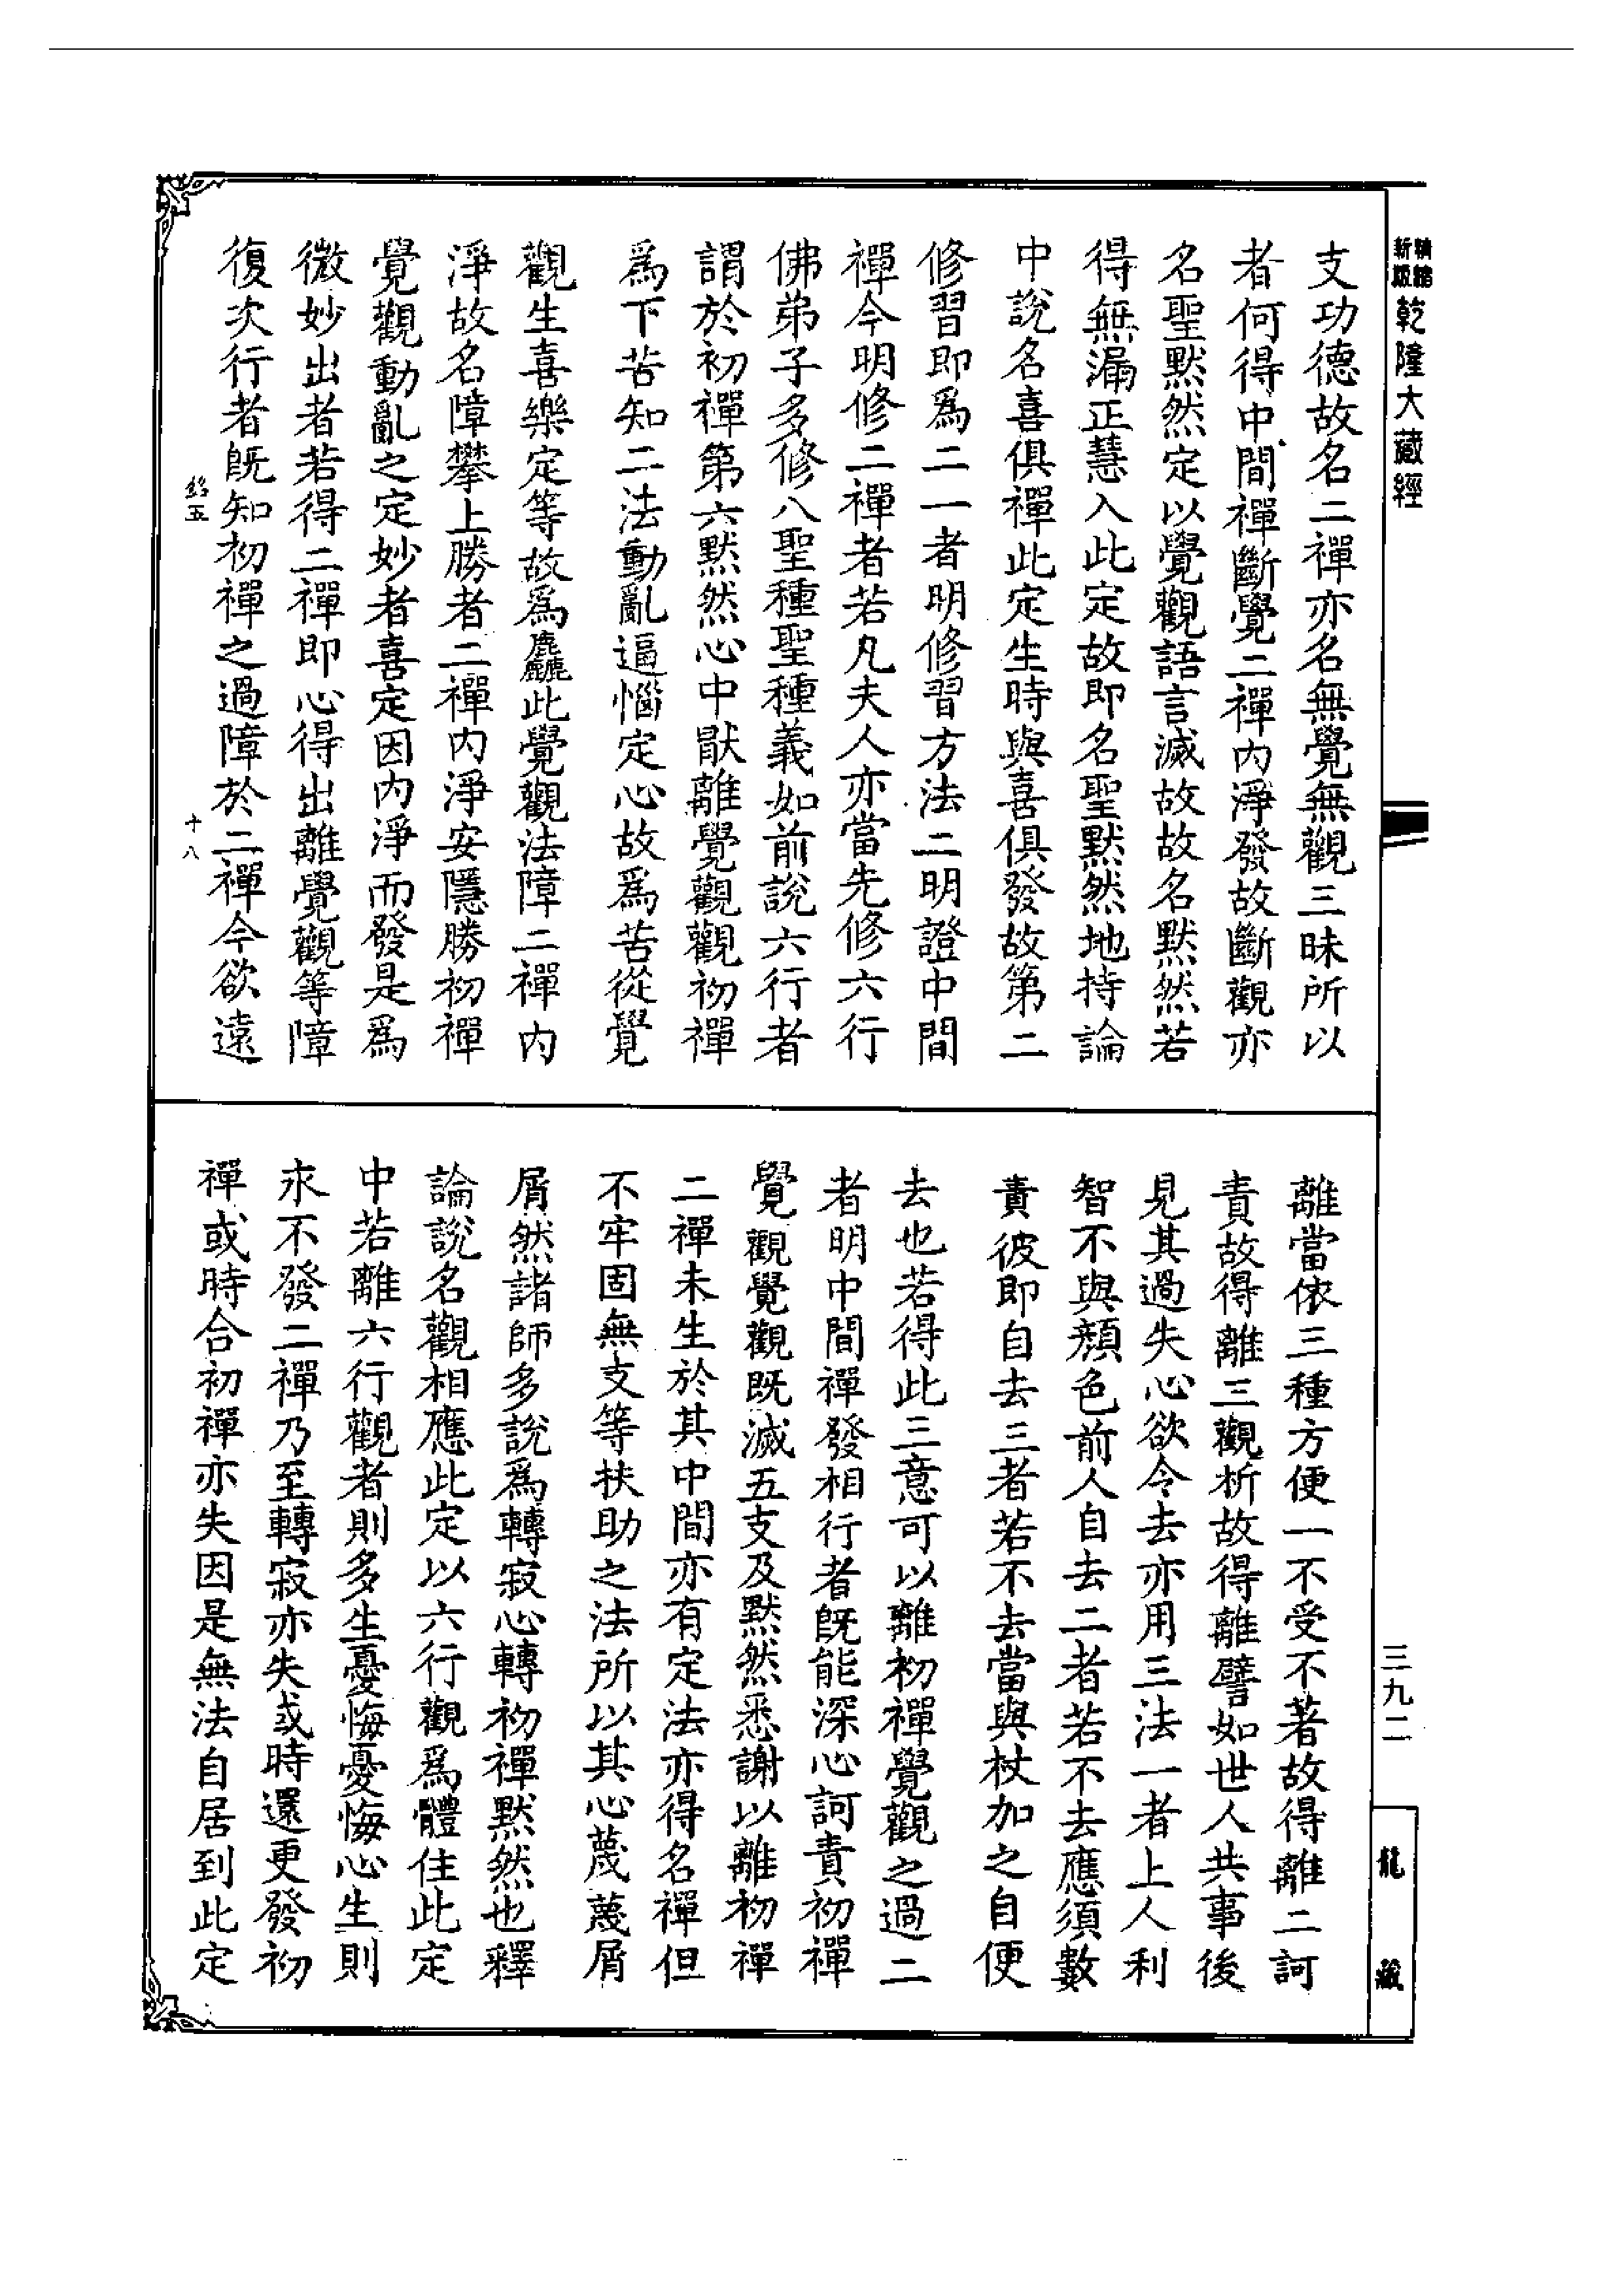 精縮新版乾隆大藏經
支功德故名二禪亦名無覺無觀三昧所以
者何得中間禪斷覺二禪內淨發故斷觀亦
名聖默然定以覺觀語言滅故故名默然若
得無漏正慧入此定故即名聖默然地持論
中說名喜俱禪此定生時與喜俱發故第二
修習即爲二一者明修習方法二明證中間
禪今明修二禪者若凡夫人亦當先修六行
佛弟子多修八聖種聖種義如前說六行者
謂於初禪第六默然心中厭離覺觀觀初禪
爲下苦知二法動亂逼惱定心故爲苦從覺
觀生喜樂定等故爲麤此覺觀法障二禪內
淨故名障攀上勝者二禪內淨安隱勝初禪
覺觀動亂之定妙者喜定因內淨而發是爲
微妙出者若得二禪即心得出離覺觀等障
復次行者旣知初禪之過障於二禪今欲遠
銘五
十八
離當依三種方便一不受不著故得離二訶
責故得離三觀析故得離譬如世人共事後
見其過失心欲令去亦用三法一者上人利
智不與顏色前人自去二者若不去應須數
責彼即自去三者若不去當與杖加之自便
去也若得此三意可以離初禪覺觀之過二
者明中間禪發相行者旣能深心訶責初禪
覺觀覺觀既滅五支及默然悉謝以離初禪
二禪未生於其中間亦有定法亦得名禪但
不牢固無支等扶助之法所以其心蔑蔑屑
屑然諸師多說爲轉寂心轉初禪默然也釋
論說名觀相應此定以六行觀爲體住此定
中若離六行觀者則多生憂悔憂悔心生則
永不發二禪乃至轉寂亦失或時還更發初
禪或時合初禪亦失因是無法自居到此定
三九二
龍藏